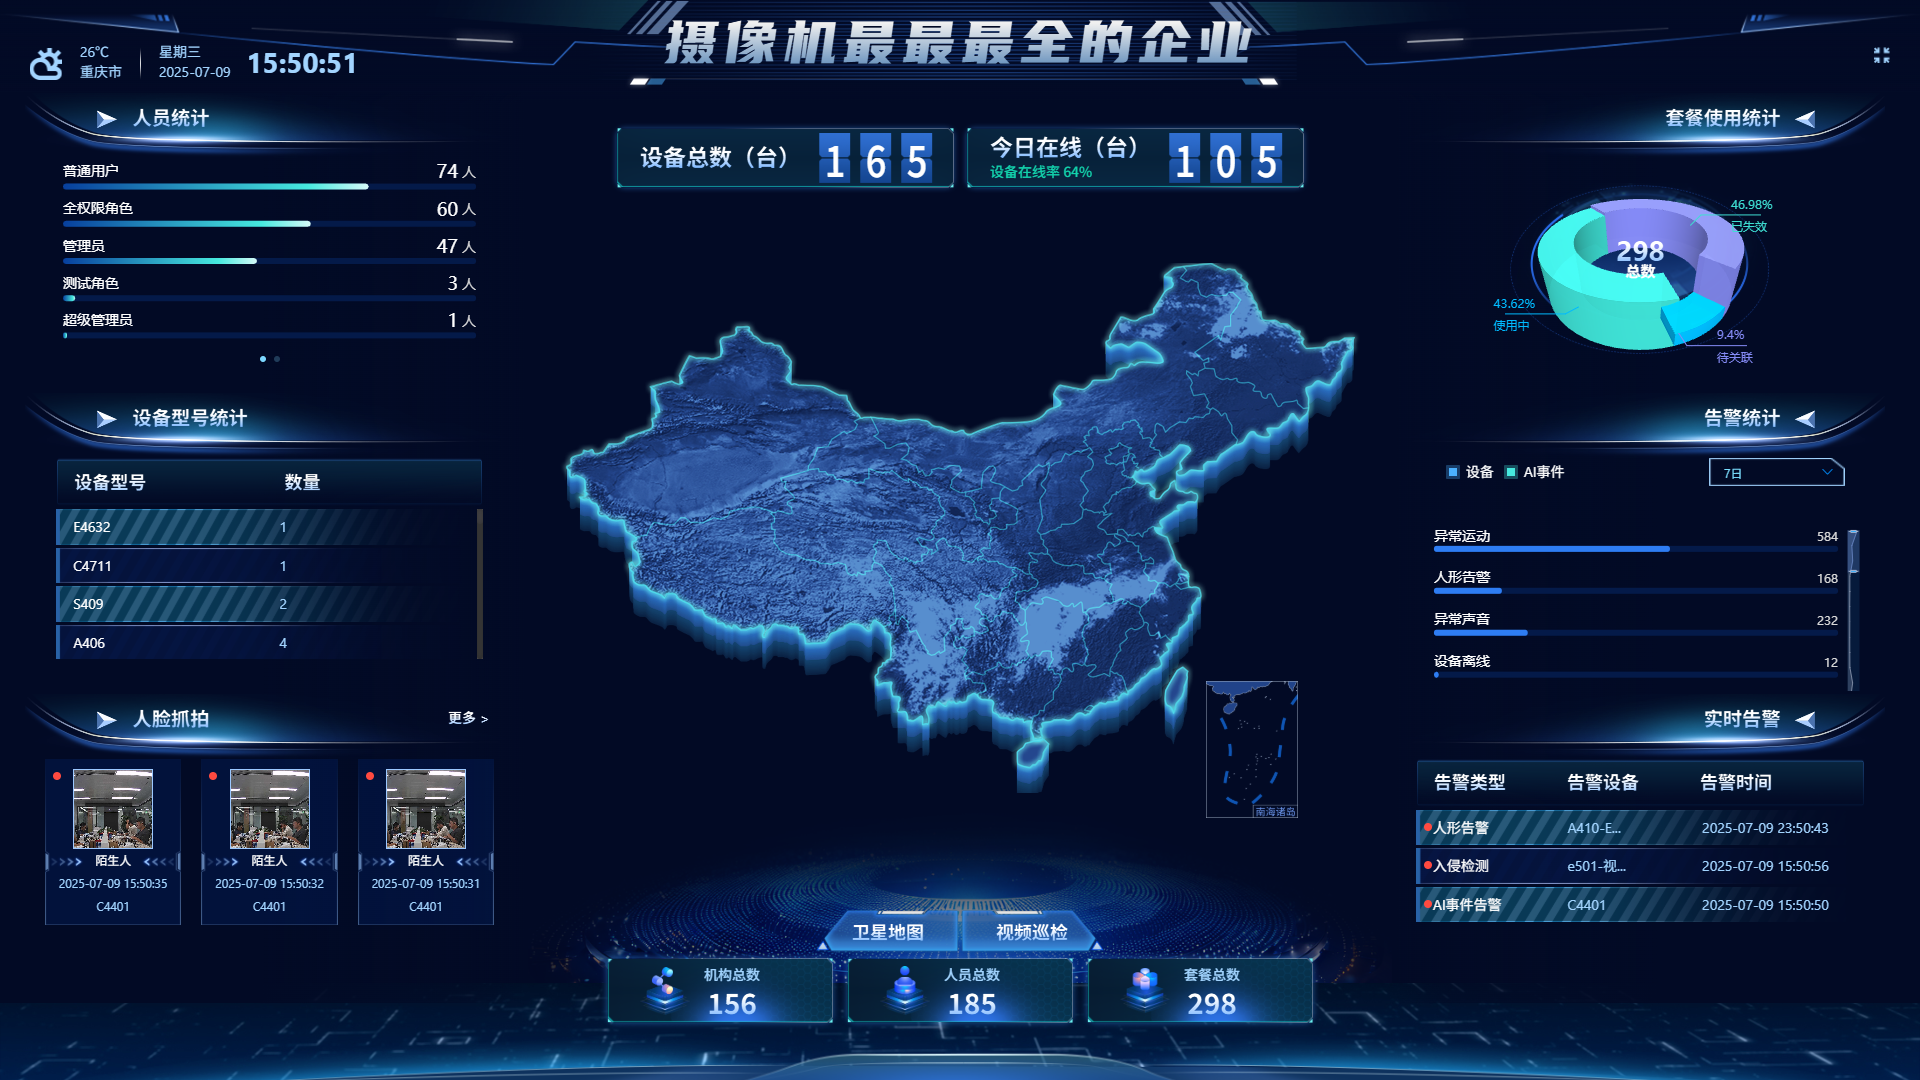 摄像机最最最全的企业
26℃
重庆市
星期三
2025-07-09
15:50:51
人员统计
普通用户 74 人
全权限角色 60 人
管理员 47 人
测试角色 3 人
超级管理员 1 人
设备型号统计
设备型号 数量
E4632 1
C4711 1
S409 2
A406 4
人脸抓拍 更多 >
陌生人 陌生人 陌生人
2025-07-09 15:50:35 2025-07-09 15:50:32 2025-07-09 15:50:31
C4401 C4401 C4401
设备总数（台） 165
今日在线（台） 105
设备在线率 64%
南海诸岛
卫星地图 视频巡检
机构总数 人员总数 套餐总数
156 185 298
套餐使用统计
46.98%
已失效
298
总数
43.62%
使用中
9.4%
待关联
告警统计
设备 AI事件 7日
异常运动 584
人形告警 168
异常声音 232
设备离线 12
实时告警
告警类型 告警设备 告警时间
人形告警 A410-E... 2025-07-09 23:50:43
入侵检测 e501-视... 2025-07-09 15:50:56
AI事件告警 C4401 2025-07-09 15:50:50